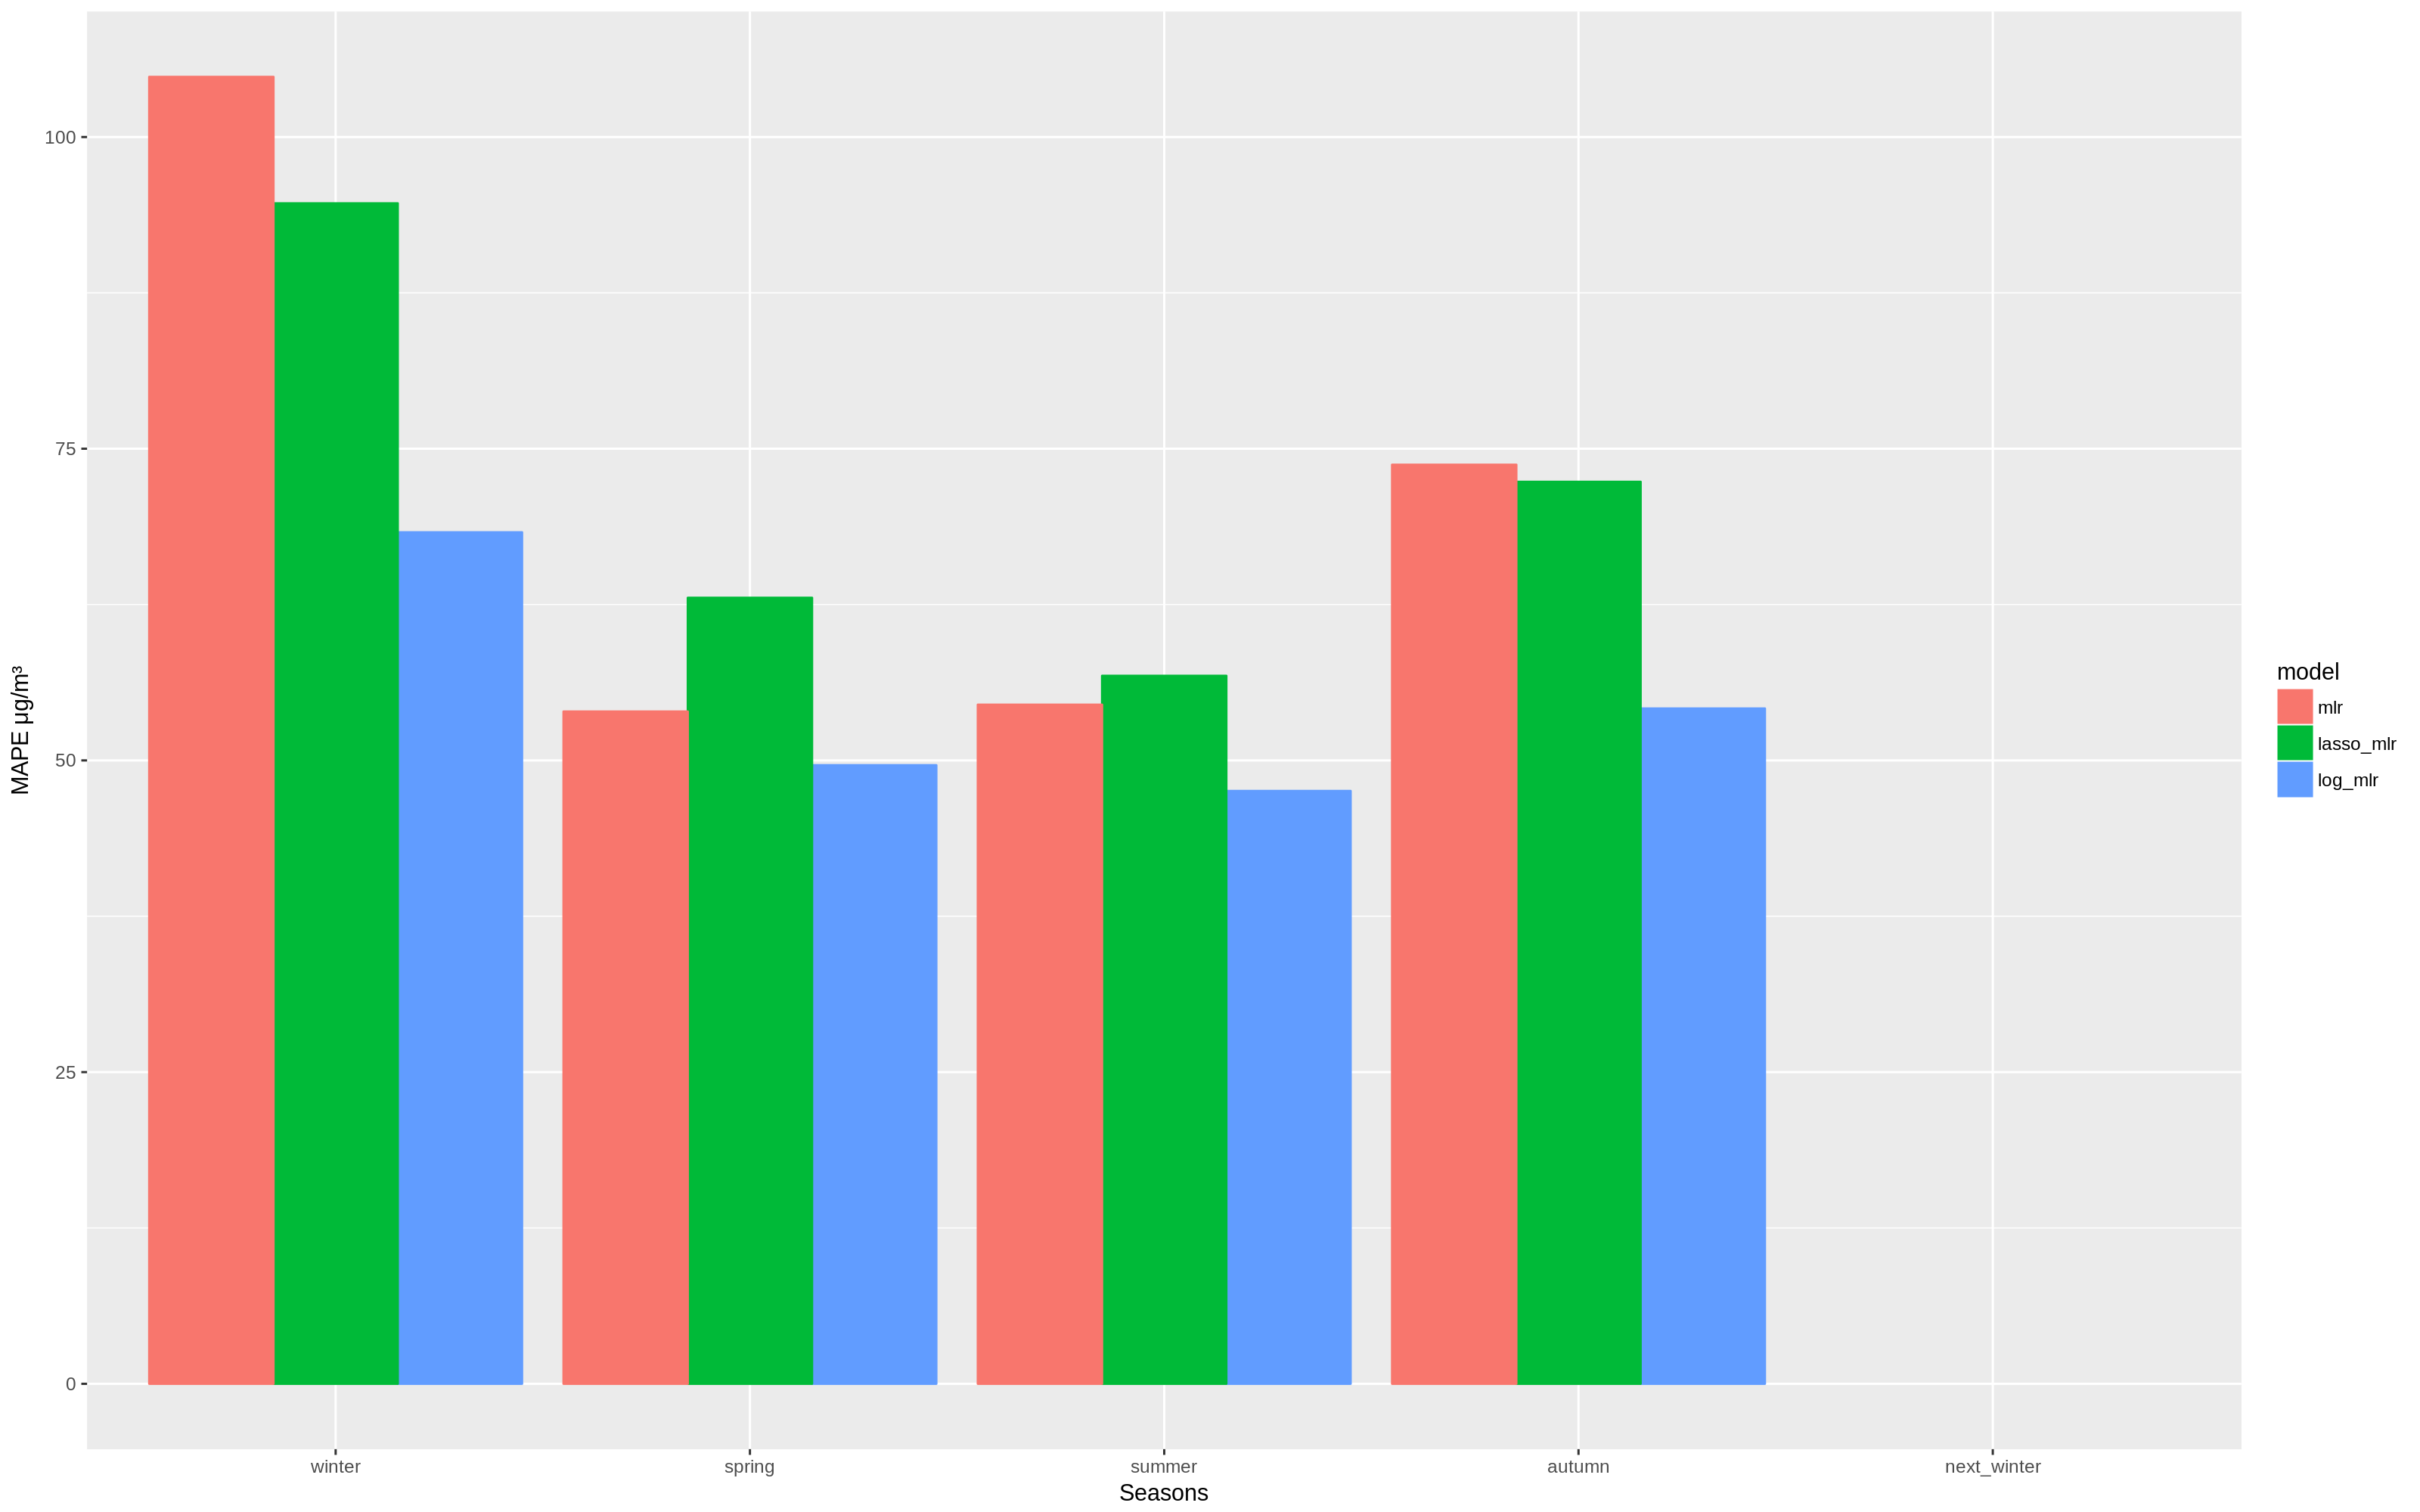 MAPE µg/m³
100
75
50
25
0
winter spring summer autumn next_winter
Seasons
model
mlr
lasso_mlr
log_mlr